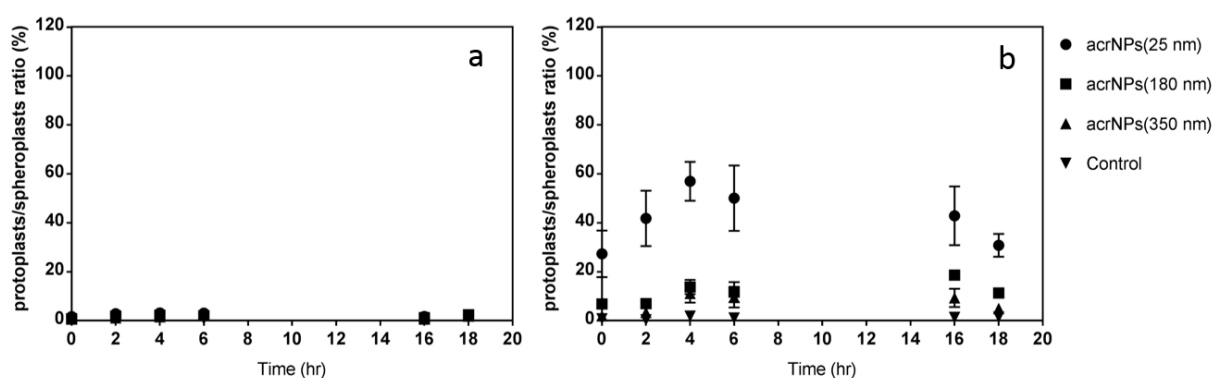 protoplasts/spheroplasts ratio (%)
120
100
80
60
40
20
0
a
0 2 4 6 8 10 12 14 16 18 20
Time (hr)
protoplasts/spheroplasts ratio (%)
120
100
80
60
40
20
0
b
0 2 4 6 8 10 12 14 16 18 20
Time (hr)
acrNPs(25 nm)
acrNPs(180 nm)
acrNPs(350 nm)
Control